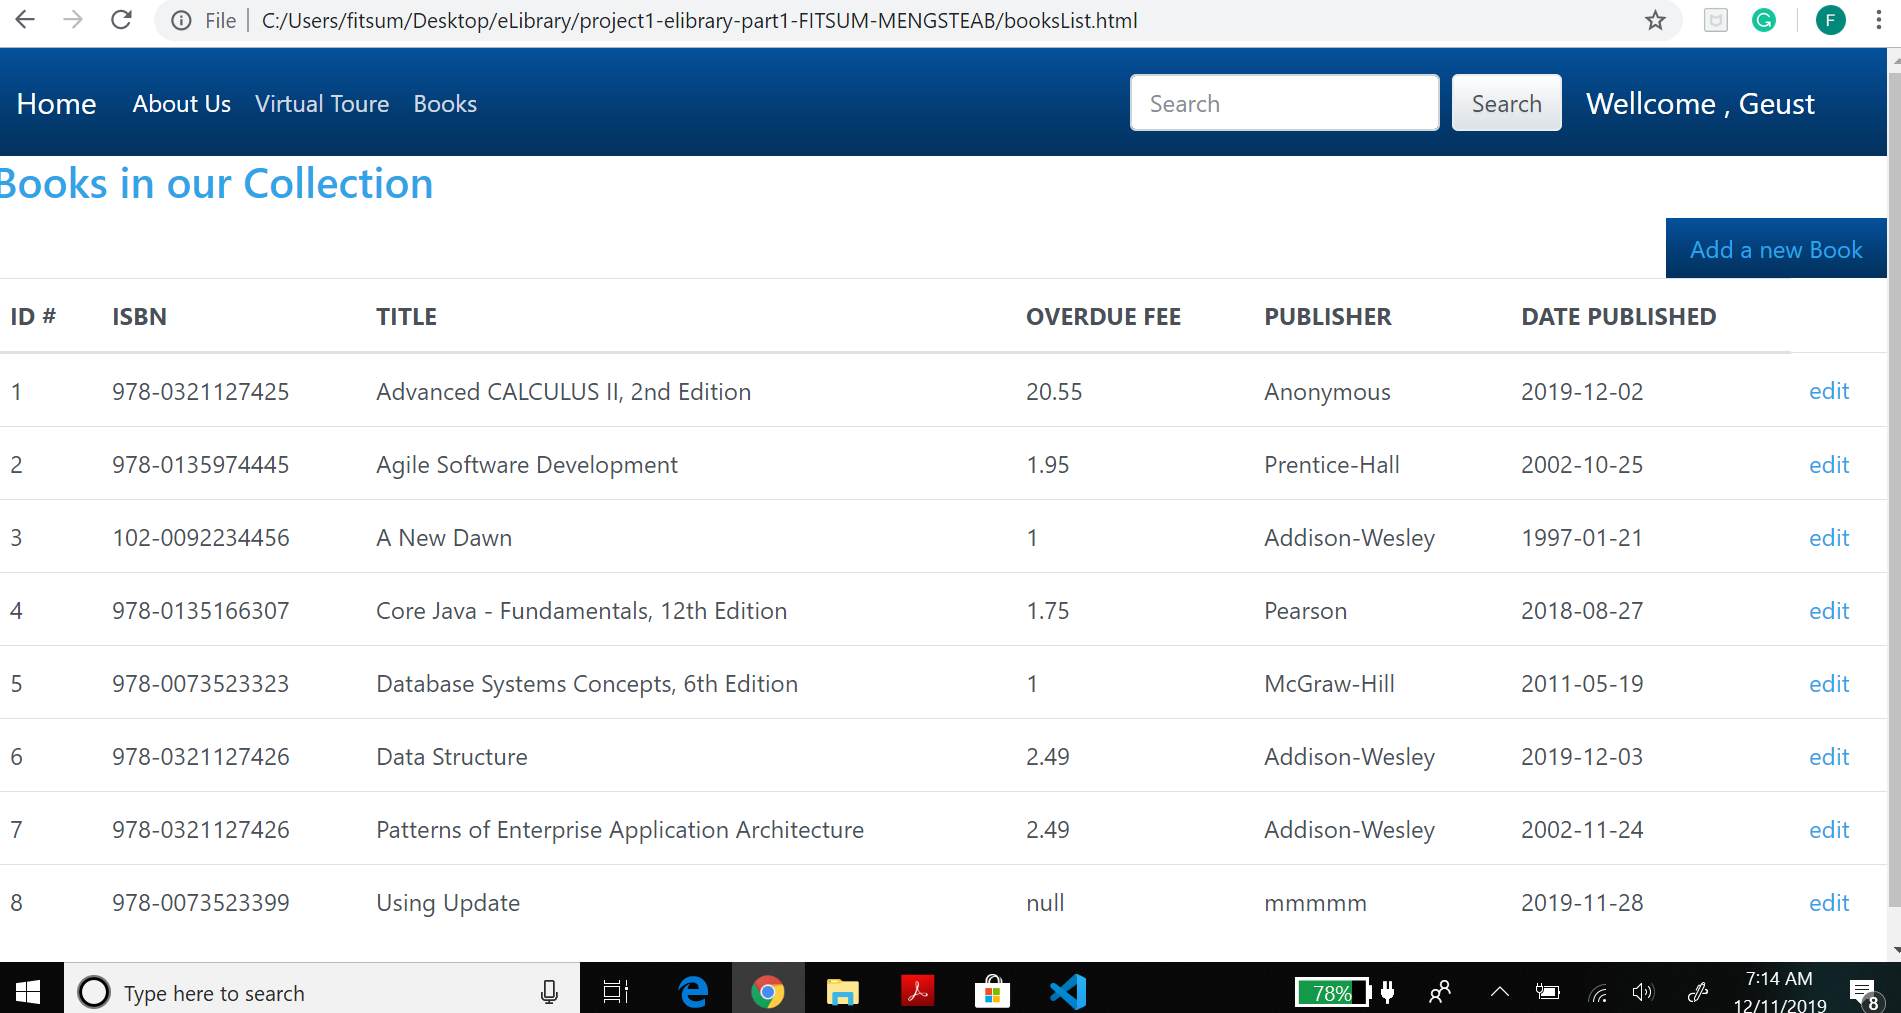 File C:/Users/fitsum/Desktop/eLibrary/project1-elibrary-part1-FITSUM-MENGSTEAB/booksList.html F
Home About Us Virtual Toure Books Search Search Wellcome , Geust
Books in our Collection
Add a new Book
ID # ISBN TITLE OVERDUE FEE PUBLISHER DATE PUBLISHED
1 978-0321127425 Advanced CALCULUS II, 2nd Edition 20.55 Anonymous 2019-12-02 edit
2 978-0135974445 Agile Software Development 1.95 Prentice-Hall 2002-10-25 edit
3 102-0092234456 A New Dawn 1 Addison-Wesley 1997-01-21 edit
4 978-0135166307 Core Java - Fundamentals, 12th Edition 1.75 Pearson 2018-08-27 edit
5 978-0073523323 Database Systems Concepts, 6th Edition 1 McGraw-Hill 2011-05-19 edit
6 978-0321127426 Data Structure 2.49 Addison-Wesley 2019-12-03 edit
7 978-0321127426 Patterns of Enterprise Application Architecture 2.49 Addison-Wesley 2002-11-24 edit
8 978-0073523399 Using Update null mmmmm 2019-11-28 edit
Type here to search 78% 7:14 AM
12/11/2019 8